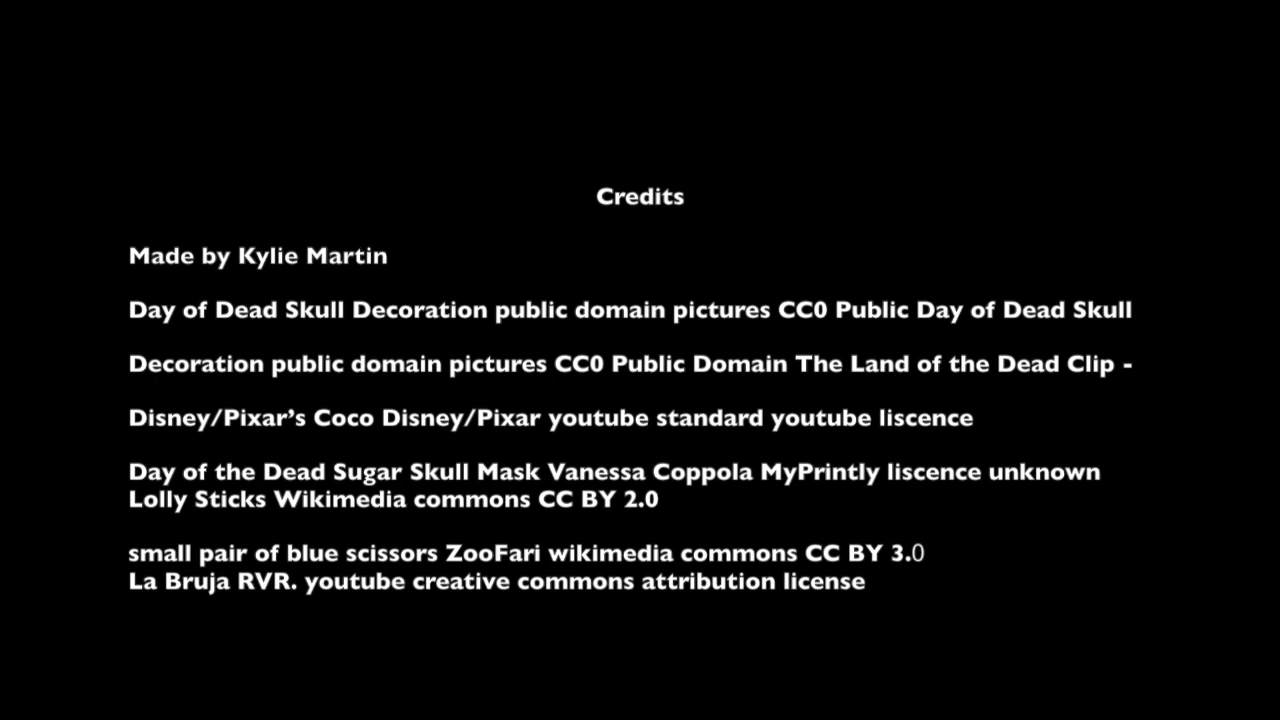 Credits
Made by Kylie Martin
Day of Dead Skull Decoration public domain pictures CC0 Public Day of Dead Skull
Decoration public domain pictures CC0 Public Domain The Land of the Dead Clip -
Disney/Pixar’s Coco Disney/Pixar youtube standard youtube liscence
Day of the Dead Sugar Skull Mask Vanessa Coppola MyPrintly liscence unknown
Lolly Sticks Wikimedia commons CC BY 2.0
small pair of blue scissors ZooFari wikimedia commons CC BY 3.0
La Bruja RVR. youtube creative commons attribution license